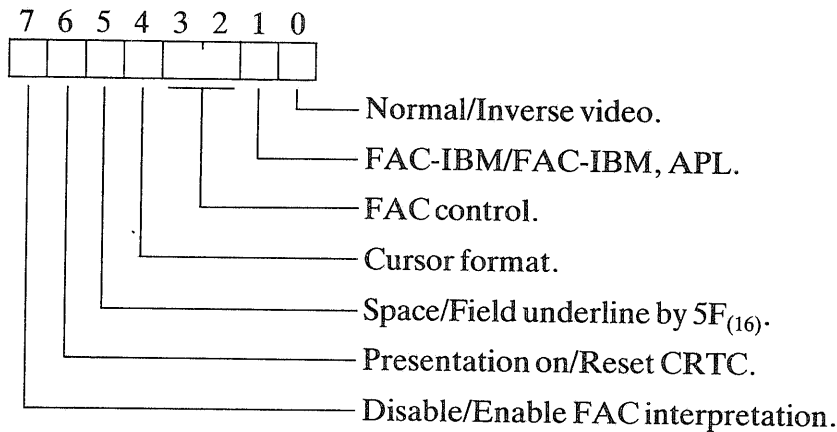 7 6 5 4 3 2 1 0
Normal/Inverse video.
FAC-IBM/FAC-IBM, APL.
FAC control.
Cursor format.
Space/Field underline by 5F(16).
Presentation on/Reset CRTC.
Disable/Enable FAC interpretation.